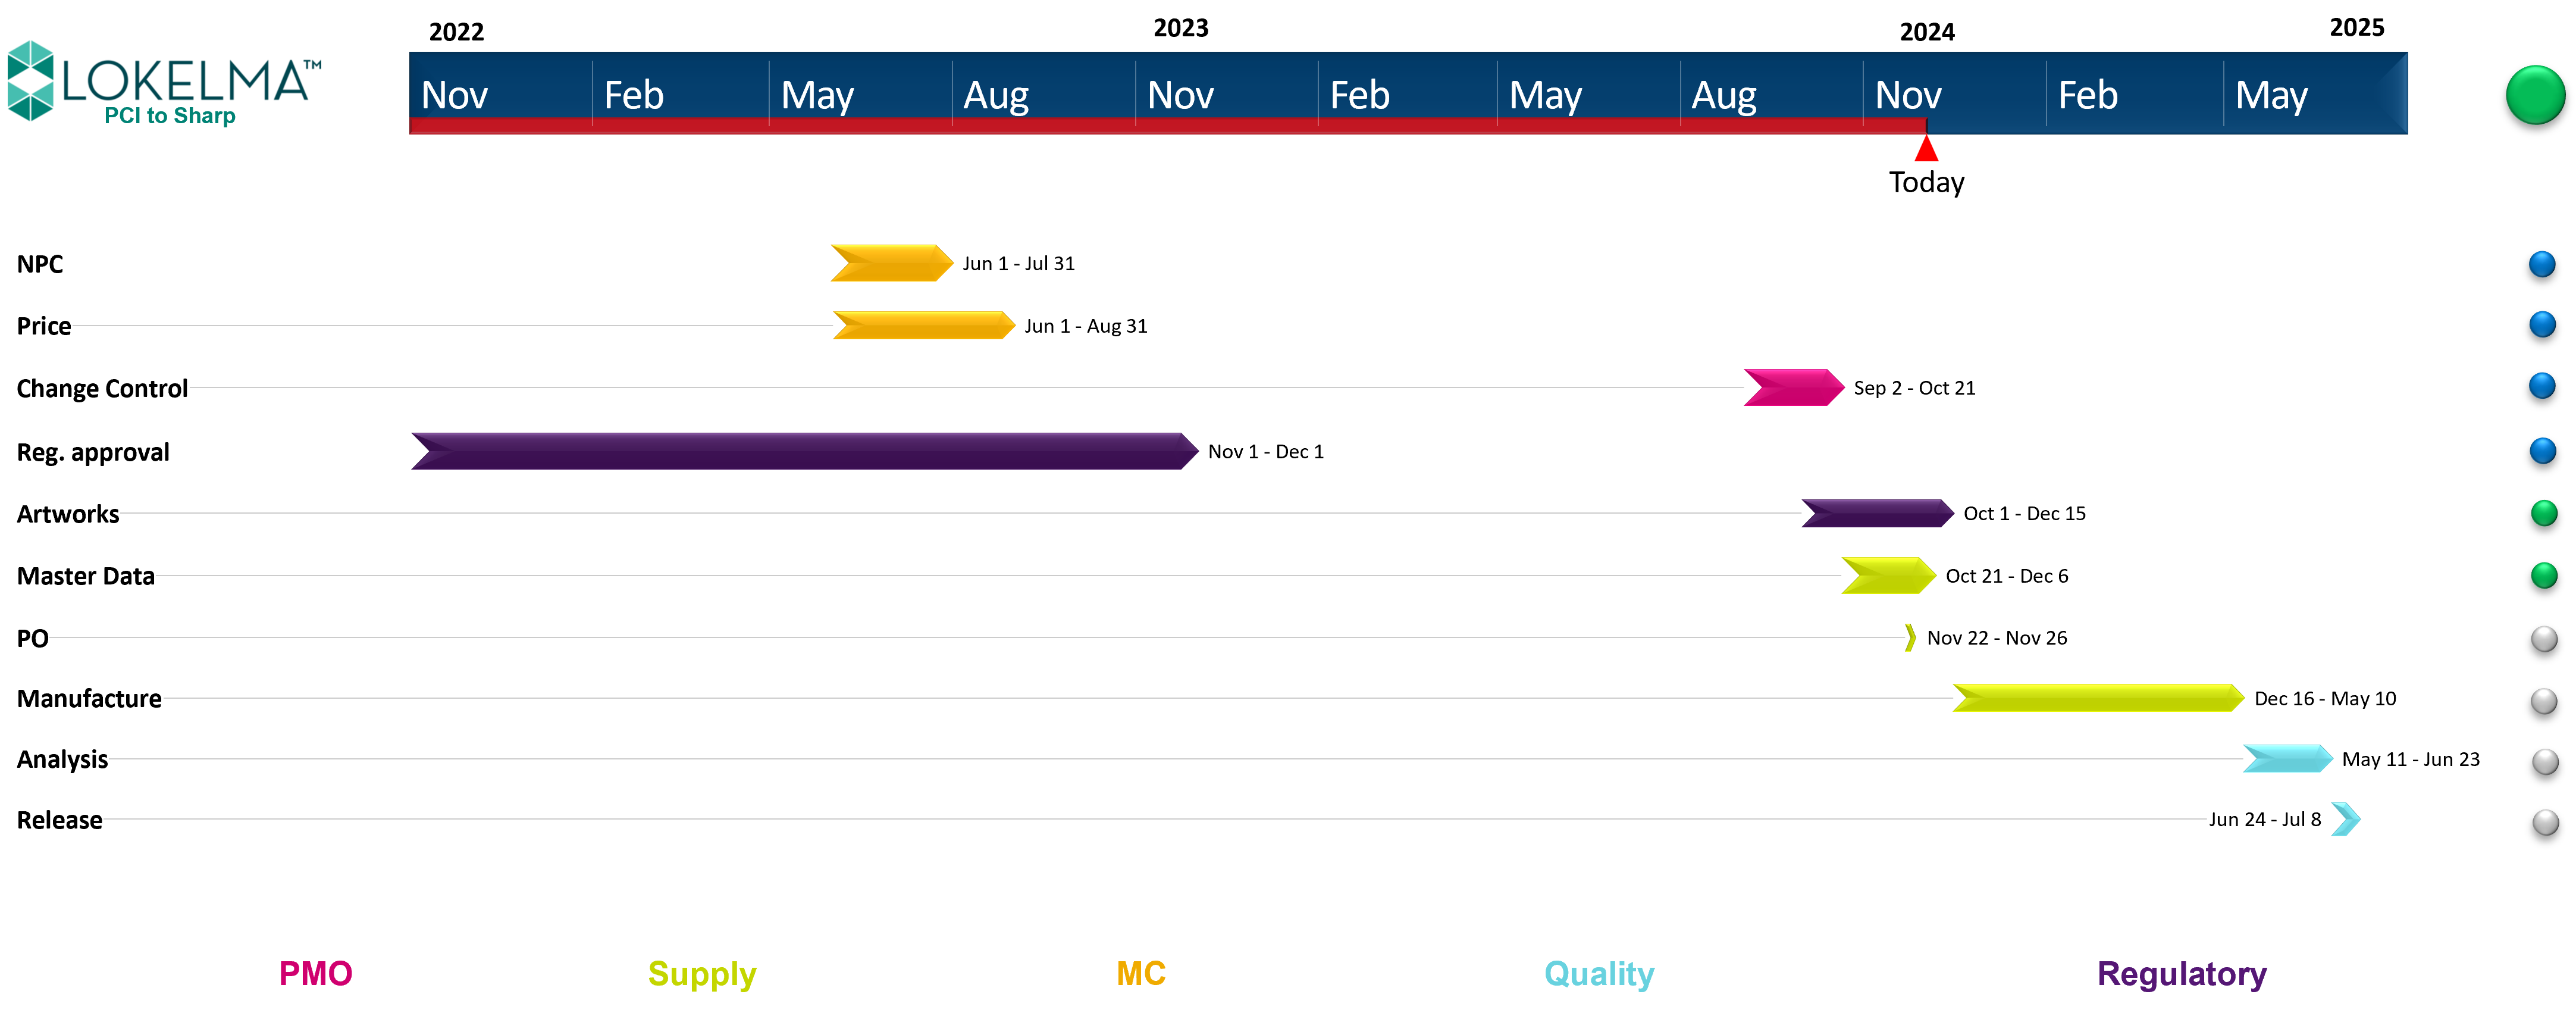 2022 2023 2024 2025
LOKELMA™
PCI to Sharp
Nov Feb May Aug Nov Feb May Aug Nov Feb May
Today
NPC Jun 1 - Jul 31
Price Jun 1 - Aug 31
Change Control Sep 2 - Oct 21
Reg. approval Nov 1 - Dec 1
Artworks Oct 1 - Dec 15
Master Data Oct 21 - Dec 6
PO Nov 22 - Nov 26
Manufacture Dec 16 - May 10
Analysis May 11 - Jun 23
Release Jun 24 - Jul 8
PMO Supply MC Quality Regulatory